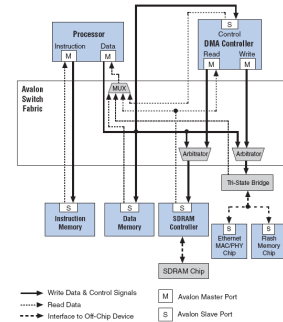 S
Control
DMA Controller
Read Write
M M
Processor
Instruction Data
M M
Avalon
Switch
Fabric
MUX
Arbitrator
Arbitrator
Tri-State Bridge
S
Instruction
Memory
S
Data
Memory
S
SDRAM
Controller
S
Ethernet
MAC/PHY
Chip
S
Flash
Memory
Chip
SDRAM Chip
Write Data & Control Signals
Read Data
Interface to Off-Chip Device
M Avalon Master Port
S Avalon Slave Port